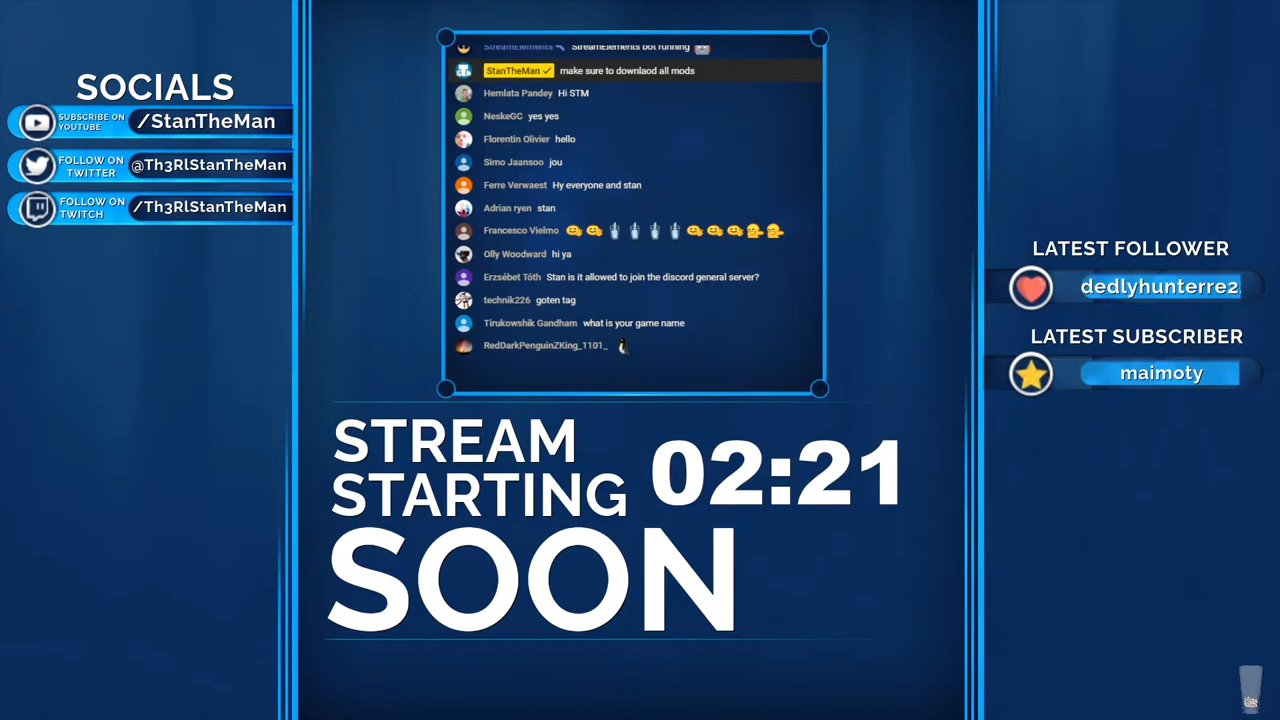 SOCIALS
SUBSCRIBE ON
YOUTUBE
/StanTheMan
FOLLOW ON
TWITTER
@Th3RlStanTheMan
FOLLOW ON
TWITCH
/Th3RlStanTheMan
StreamElements StreamElements bot running
StanTheMan make sure to downlaod all mods
Hemlata Pandey Hi STM
NeskeGC yes yes
Florentin Olivier hello
Simo Jaansoo jou
Ferre Verwaest Hy everyone and stan
Adrian ryen stan
Francesco Vielmo
Olly Woodward hi ya
Erzsébet Tóth Stan is it allowed to join the discord general server?
technik226 goten tag
Tirukowshik Gandham what is your game name
RedDarkPenguinZKing_1101_
STREAM
STARTING
SOON
02:21
LATEST FOLLOWER
dedlyhunterre2
LATEST SUBSCRIBER
maimoty